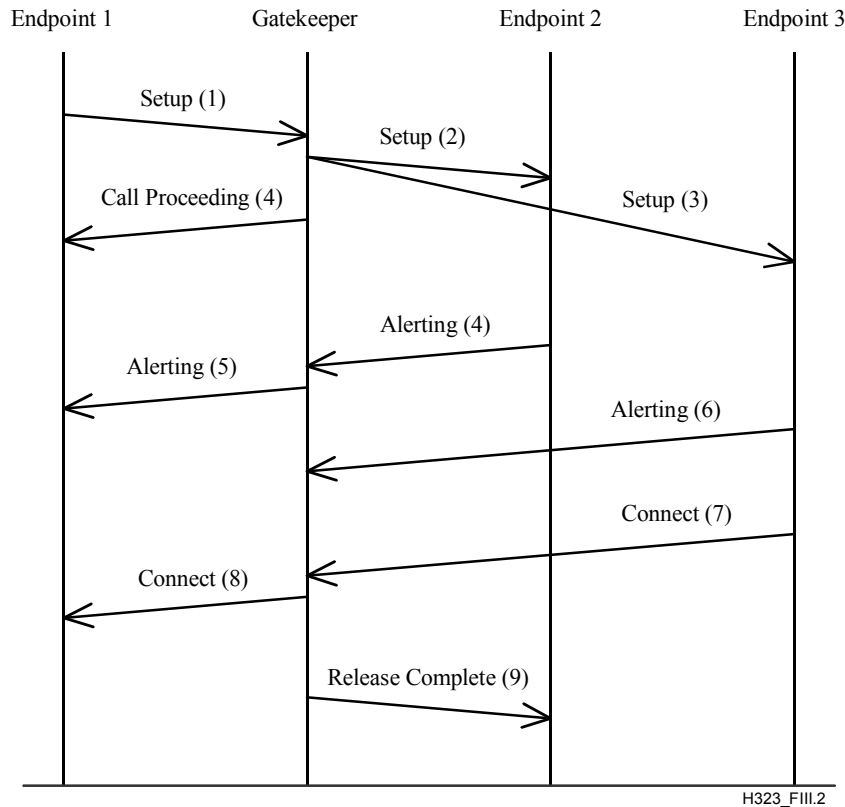 Endpoint 1 Gatekeeper Endpoint 2 Endpoint 3
Setup (1)
Setup (2)
Call Proceeding (4)
Setup (3)
Alerting (4)
Alerting (5)
Alerting (6)
Connect (7)
Connect (8)
Release Complete (9)
H323_FIII.2